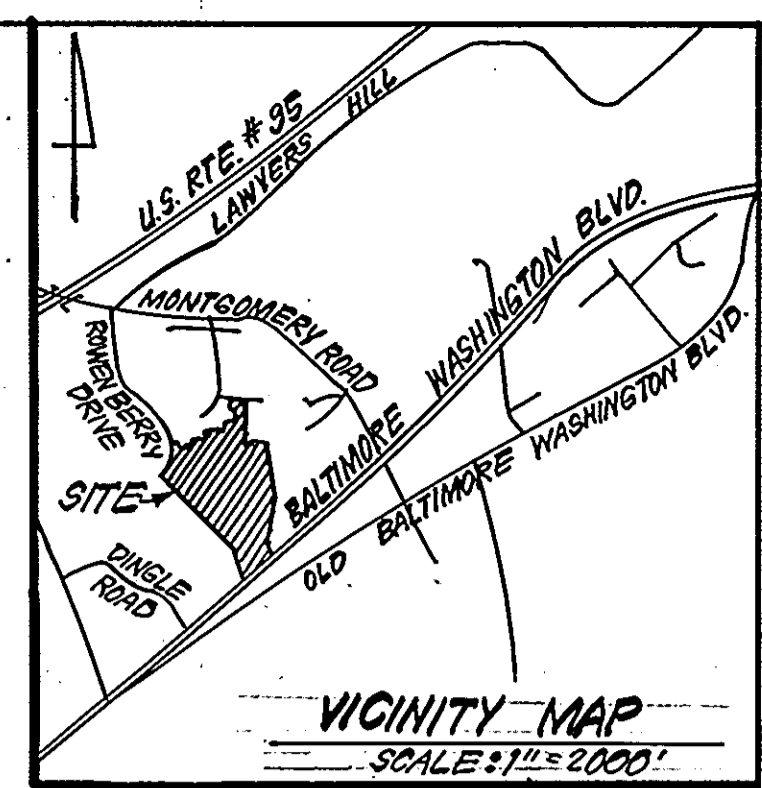 U.S. RTE. # 95
LAWYERS HILL
MONTGOMERY ROAD
ROWEN BERRY
DRIVE
SITE
DINGLE
ROAD
BALTIMORE WASHINGTON BLVD.
OLD BALTIMORE WASHINGTON BLVD.
VICINITY MAP
SCALE: 1" = 2000'